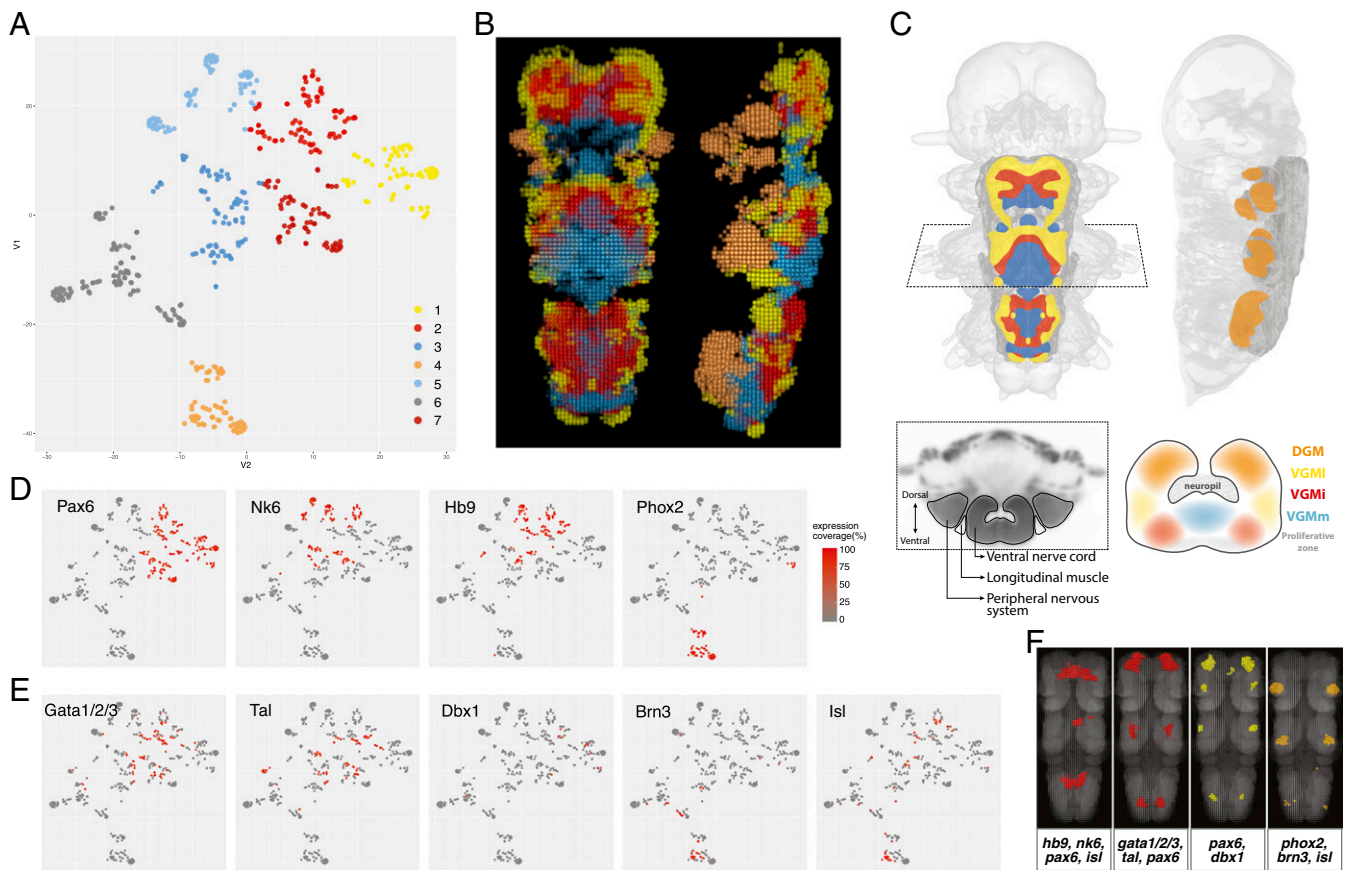 A
V1
20
0
−20
−40
−30
−20
−10
0
10
20
30
V2
1
2
3
4
5
6
7
B
C
Dorsal
Ventral
Ventral nerve cord
Longitudinal muscle
Peripheral nervous
system
neuropil
DGM
VGMl
VGMi
VGMm
Proliferative
zone
D
Pax6
Nk6
Hb9
Phox2
expression
coverage(%)
100
75
50
25
0
E
Gata1/2/3
Tal
Dbx1
Brn3
Isl
F
hb9, nk6,
pax6, isl
gata1/2/3,
tal, pax6
pax6,
dbx1
phox2,
brn3, isl